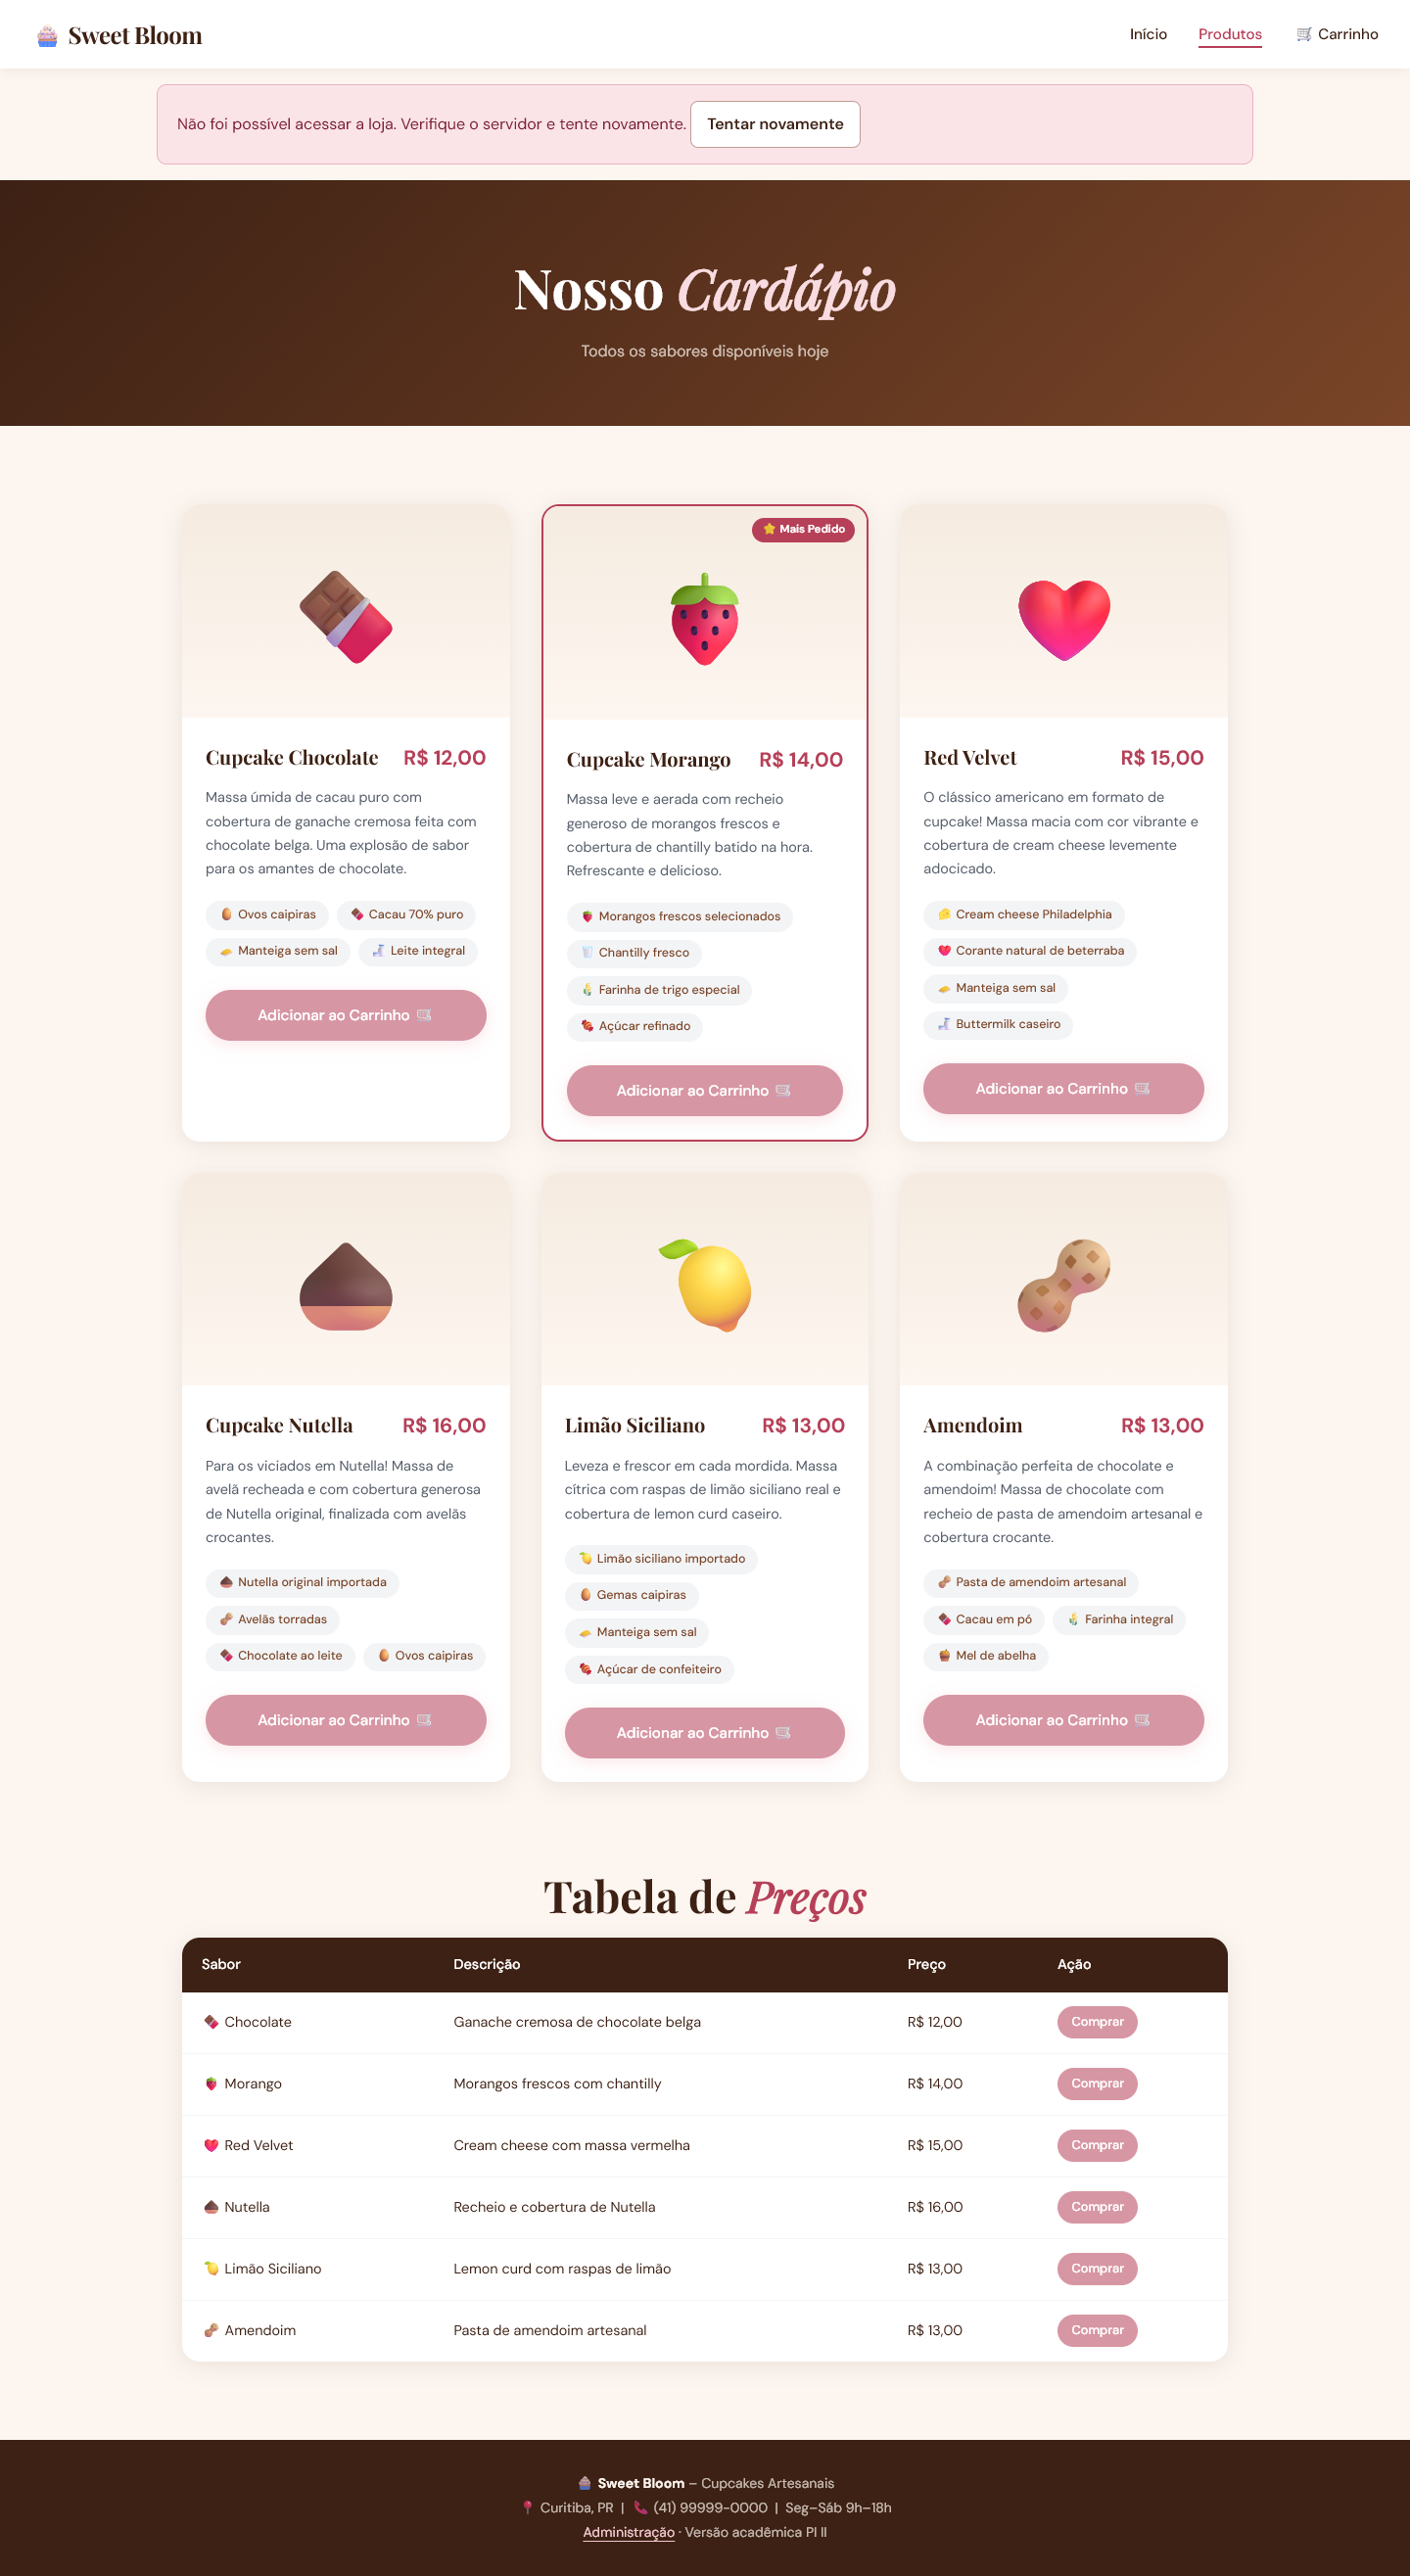 Sweet Bloom
Início
Produtos
Carrinho
Não foi possível acessar a loja. Verifique o servidor e tente novamente.
Tentar novamente
Nosso Cardápio
Todos os sabores disponíveis hoje
Cupcake Chocolate
R$ 12,00
Massa úmida de cacau puro com
cobertura de ganache cremosa feita com
chocolate belga. Uma explosão de sabor
para os amantes de chocolate.
Ovos caipiras
Cacau 70% puro
Manteiga sem sal
Leite integral
Adicionar ao Carrinho
Mais Pedido
Cupcake Morango
R$ 14,00
Massa leve e aerada com recheio
generoso de morangos frescos e
cobertura de chantilly batido na hora.
Refrescante e delicioso.
Morangos frescos selecionados
Chantilly fresco
Farinha de trigo especial
Açúcar refinado
Adicionar ao Carrinho
Red Velvet
R$ 15,00
O clássico americano em formato de
cupcake! Massa macia com cor vibrante e
cobertura de cream cheese levemente
adocicado.
Cream cheese Philadelphia
Corante natural de beterraba
Manteiga sem sal
Buttermilk caseiro
Adicionar ao Carrinho
Cupcake Nutella
R$ 16,00
Para os viciados em Nutella! Massa de
avelã recheada e com cobertura generosa
de Nutella original, finalizada com avelãs
crocantes.
Nutella original importada
Avelãs torradas
Chocolate ao leite
Ovos caipiras
Adicionar ao Carrinho
Limão Siciliano
R$ 13,00
Leveza e frescor em cada mordida. Massa
cítrica com raspas de limão siciliano real e
cobertura de lemon curd caseiro.
Limão siciliano importado
Gemas caipiras
Manteiga sem sal
Açúcar de confeiteiro
Adicionar ao Carrinho
Amendoim
R$ 13,00
A combinação perfeita de chocolate e
amendoim! Massa de chocolate com
recheio de pasta de amendoim artesanal e
cobertura crocante.
Pasta de amendoim artesanal
Cacau em pó
Farinha integral
Mel de abelha
Adicionar ao Carrinho
Tabela de Preços
Sabor Descrição Preço Ação
Chocolate Ganache cremosa de chocolate belga R$ 12,00 Comprar
Morango Morangos frescos com chantilly R$ 14,00 Comprar
Red Velvet Cream cheese com massa vermelha R$ 15,00 Comprar
Nutella Recheio e cobertura de Nutella R$ 16,00 Comprar
Limão Siciliano Lemon curd com raspas de limão R$ 13,00 Comprar
Amendoim Pasta de amendoim artesanal R$ 13,00 Comprar
Sweet Bloom – Cupcakes Artesanais
Curitiba, PR | (41) 99999-0000 | Seg–Sáb 9h–18h
Administração · Versão acadêmica PI II